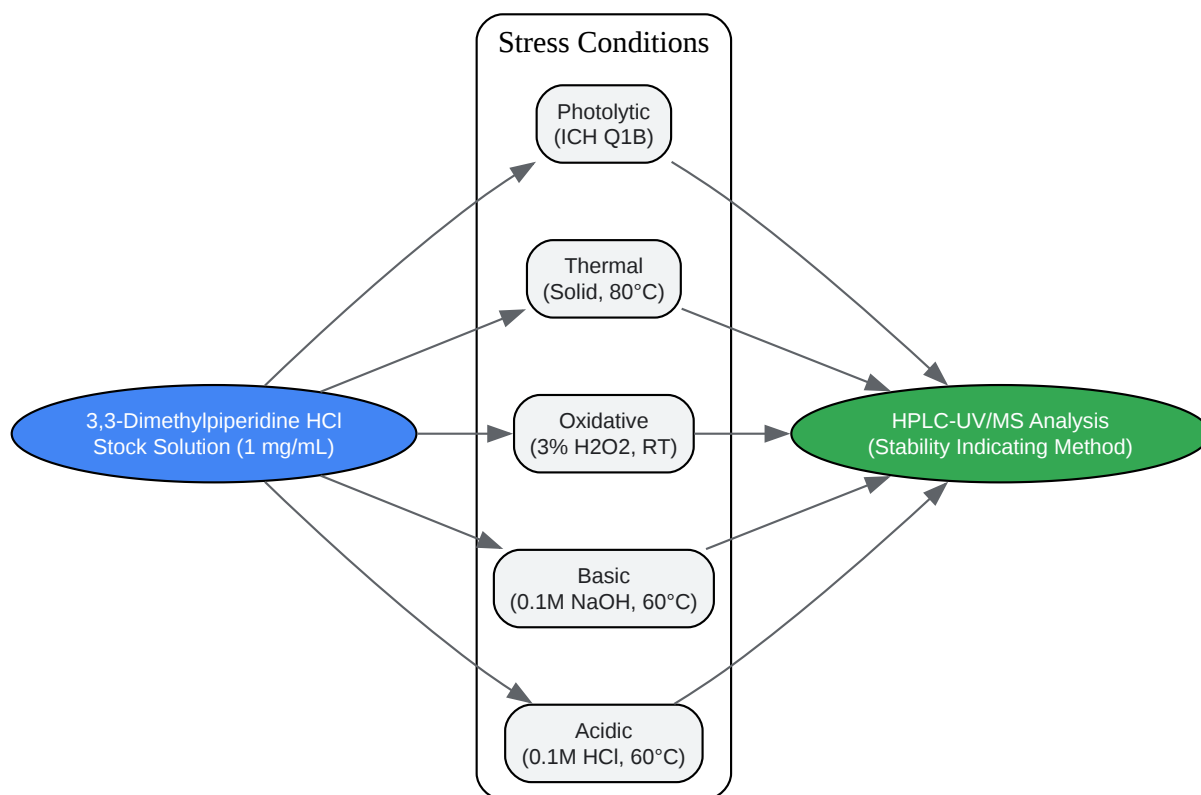 Stress Conditions
Photolytic
(ICH Q1B)
Thermal
(Solid, 80°C)
3,3-Dimethylpiperidine HCl
Stock Solution (1 mg/mL)
Oxidative
(3% H2O2, RT)
HPLC-UV/MS Analysis
(Stability Indicating Method)
Basic
(0.1M NaOH, 60°C)
Acidic
(0.1M HCl, 60°C)